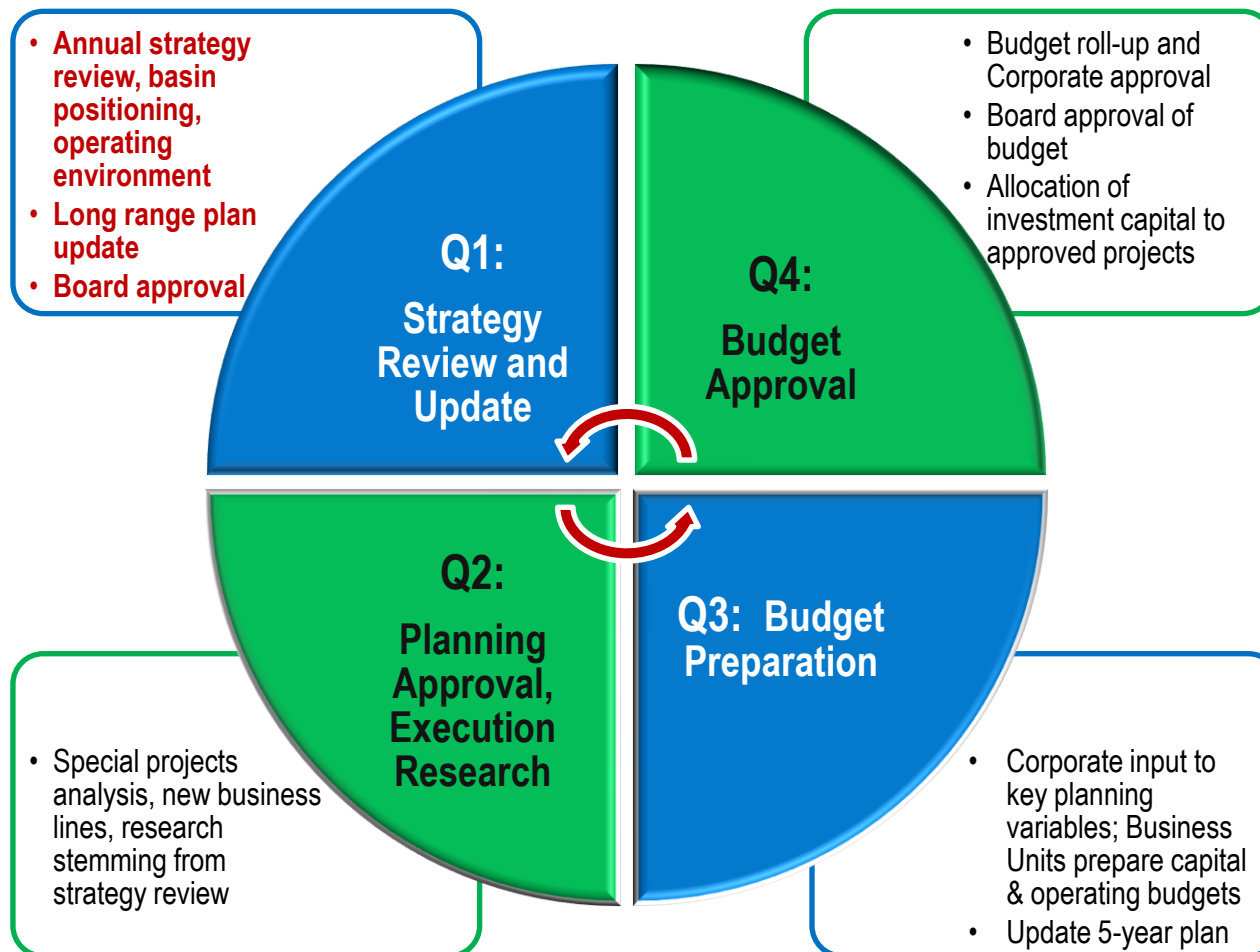 • Annual strategy
review, basin
positioning,
operating
environment
• Long range plan
update
• Board approval
• Budget roll-up and
Corporate approval
• Board approval of
budget
• Allocation of
investment capital to
approved projects
Q1:
Strategy
Review and
Update
Q4:
Budget
Approval
Q2:
Planning
Approval,
Execution
Research
Q3: Budget
Preparation
• Special projects
analysis, new business
lines, research
stemming from
strategy review
• Corporate input to
key planning
variables; Business
Units prepare capital
& operating budgets
• Update 5-year plan